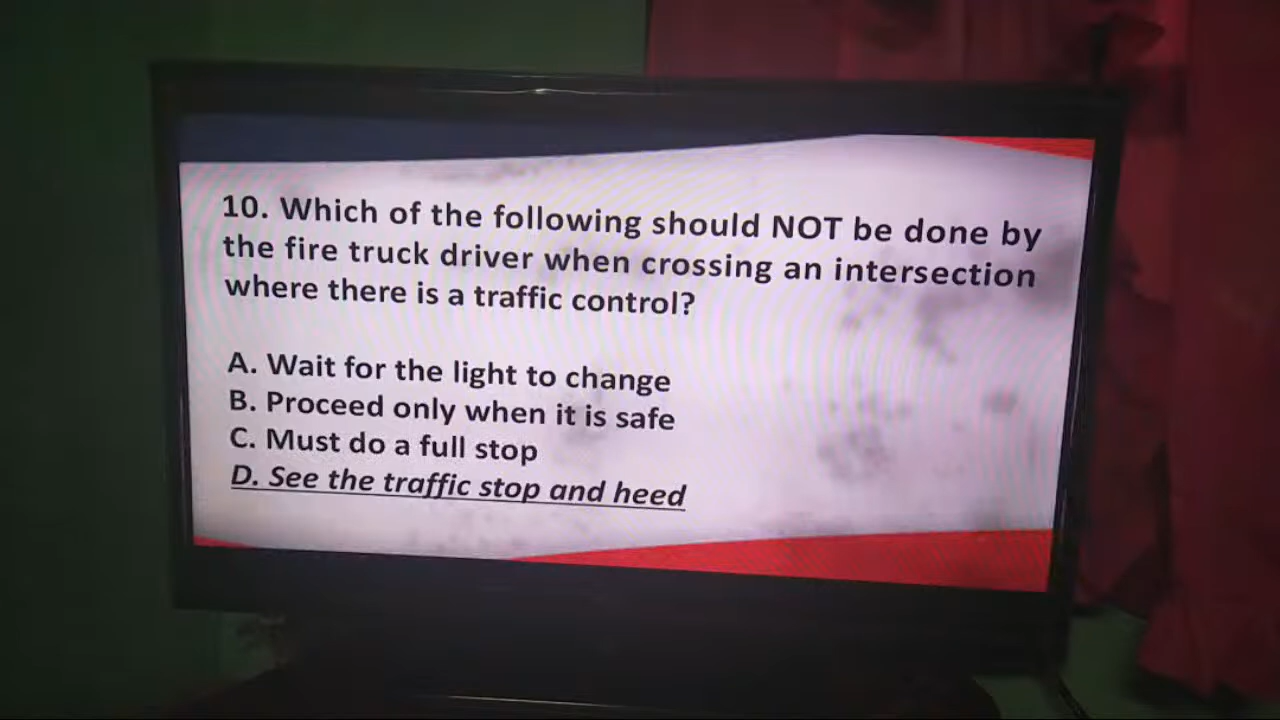 10. Which of the following should NOT be done by
the fire truck driver when crossing an intersection
where there is a traffic control?
A. Wait for the light to change
B. Proceed only when it is safe
C. Must do a full stop
D. See the traffic stop and heed